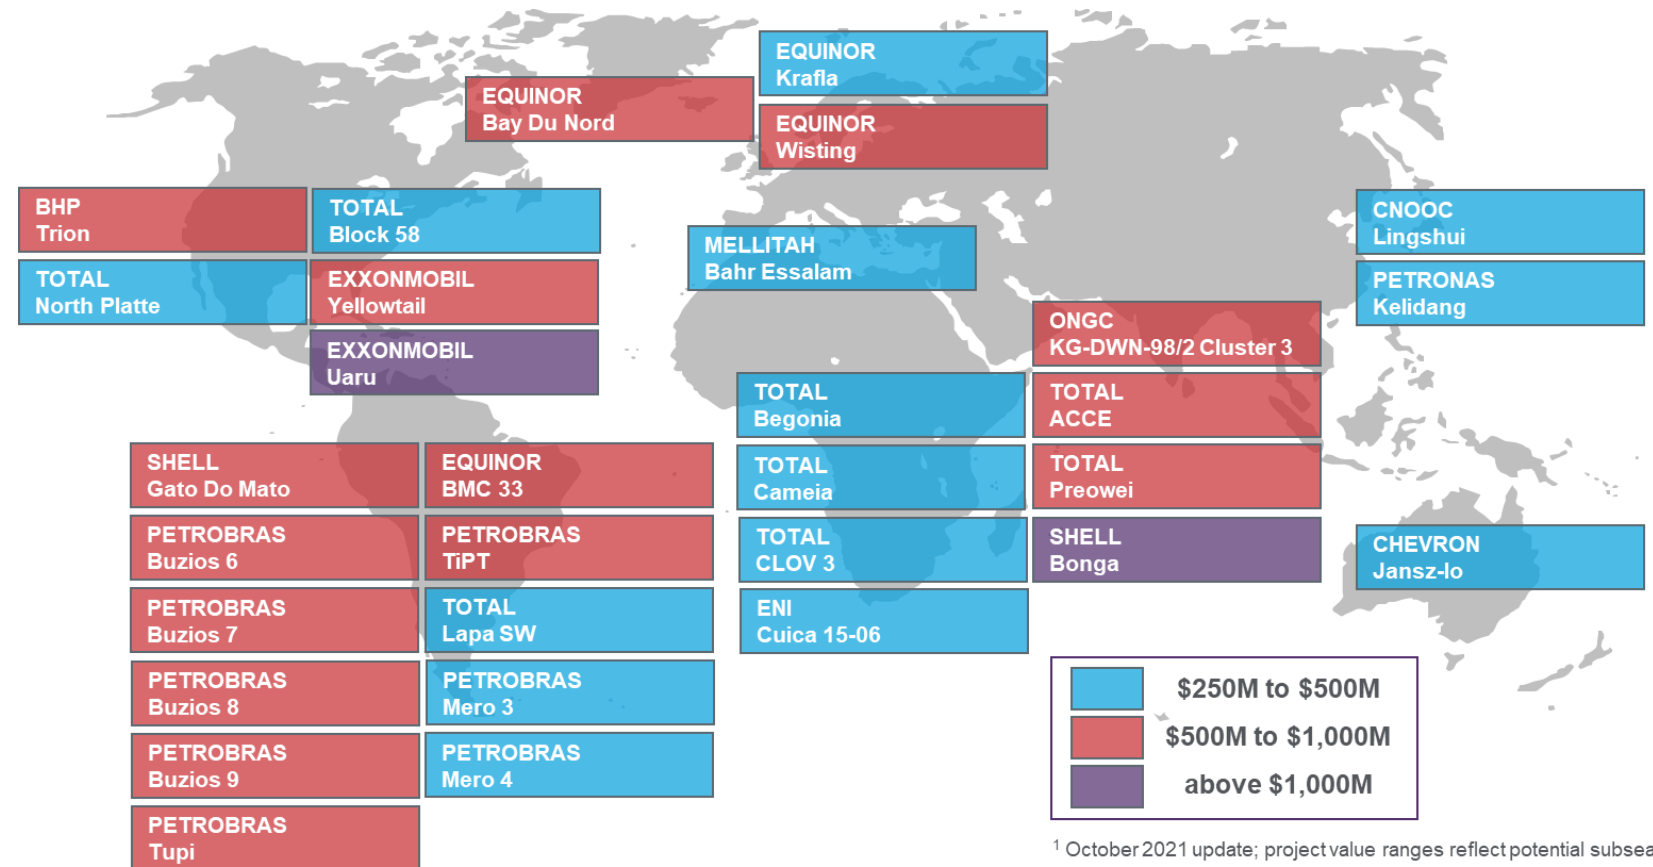 EQUINOR
Krafla
EQUINOR
Bay Du Nord
EQUINOR
Wisting
BHP
Trion
TOTAL
Block 58
CNOOC
Lingshui
MELLITAH
Bahr Essalam
TOTAL
North Platte
EXXONMOBIL
Yellowtail
PETRONAS
Kelidang
ONGC
KG-DWN-98/2 Cluster 3
EXXONMOBIL
Uaru
TOTAL
Begonia
TOTAL
ACCE
SHELL
Gato Do Mato
EQUINOR
BMC 33
TOTAL
Cameia
TOTAL
Preowei
PETROBRAS
Buzios 6
PETROBRAS
TiPT
TOTAL
CLOV 3
SHELL
Bonga
CHEVRON
Jansz-Io
PETROBRAS
Buzios 7
TOTAL
Lapa SW
ENI
Cuica 15-06
PETROBRAS
Buzios 8
PETROBRAS
Mero 3
PETROBRAS
Buzios 9
PETROBRAS
Mero 4
PETROBRAS
Tupi
$250M to $500M
$500M to $1,000M
above $1,000M
1 October 2021 update; project value ranges reflect potential subsea